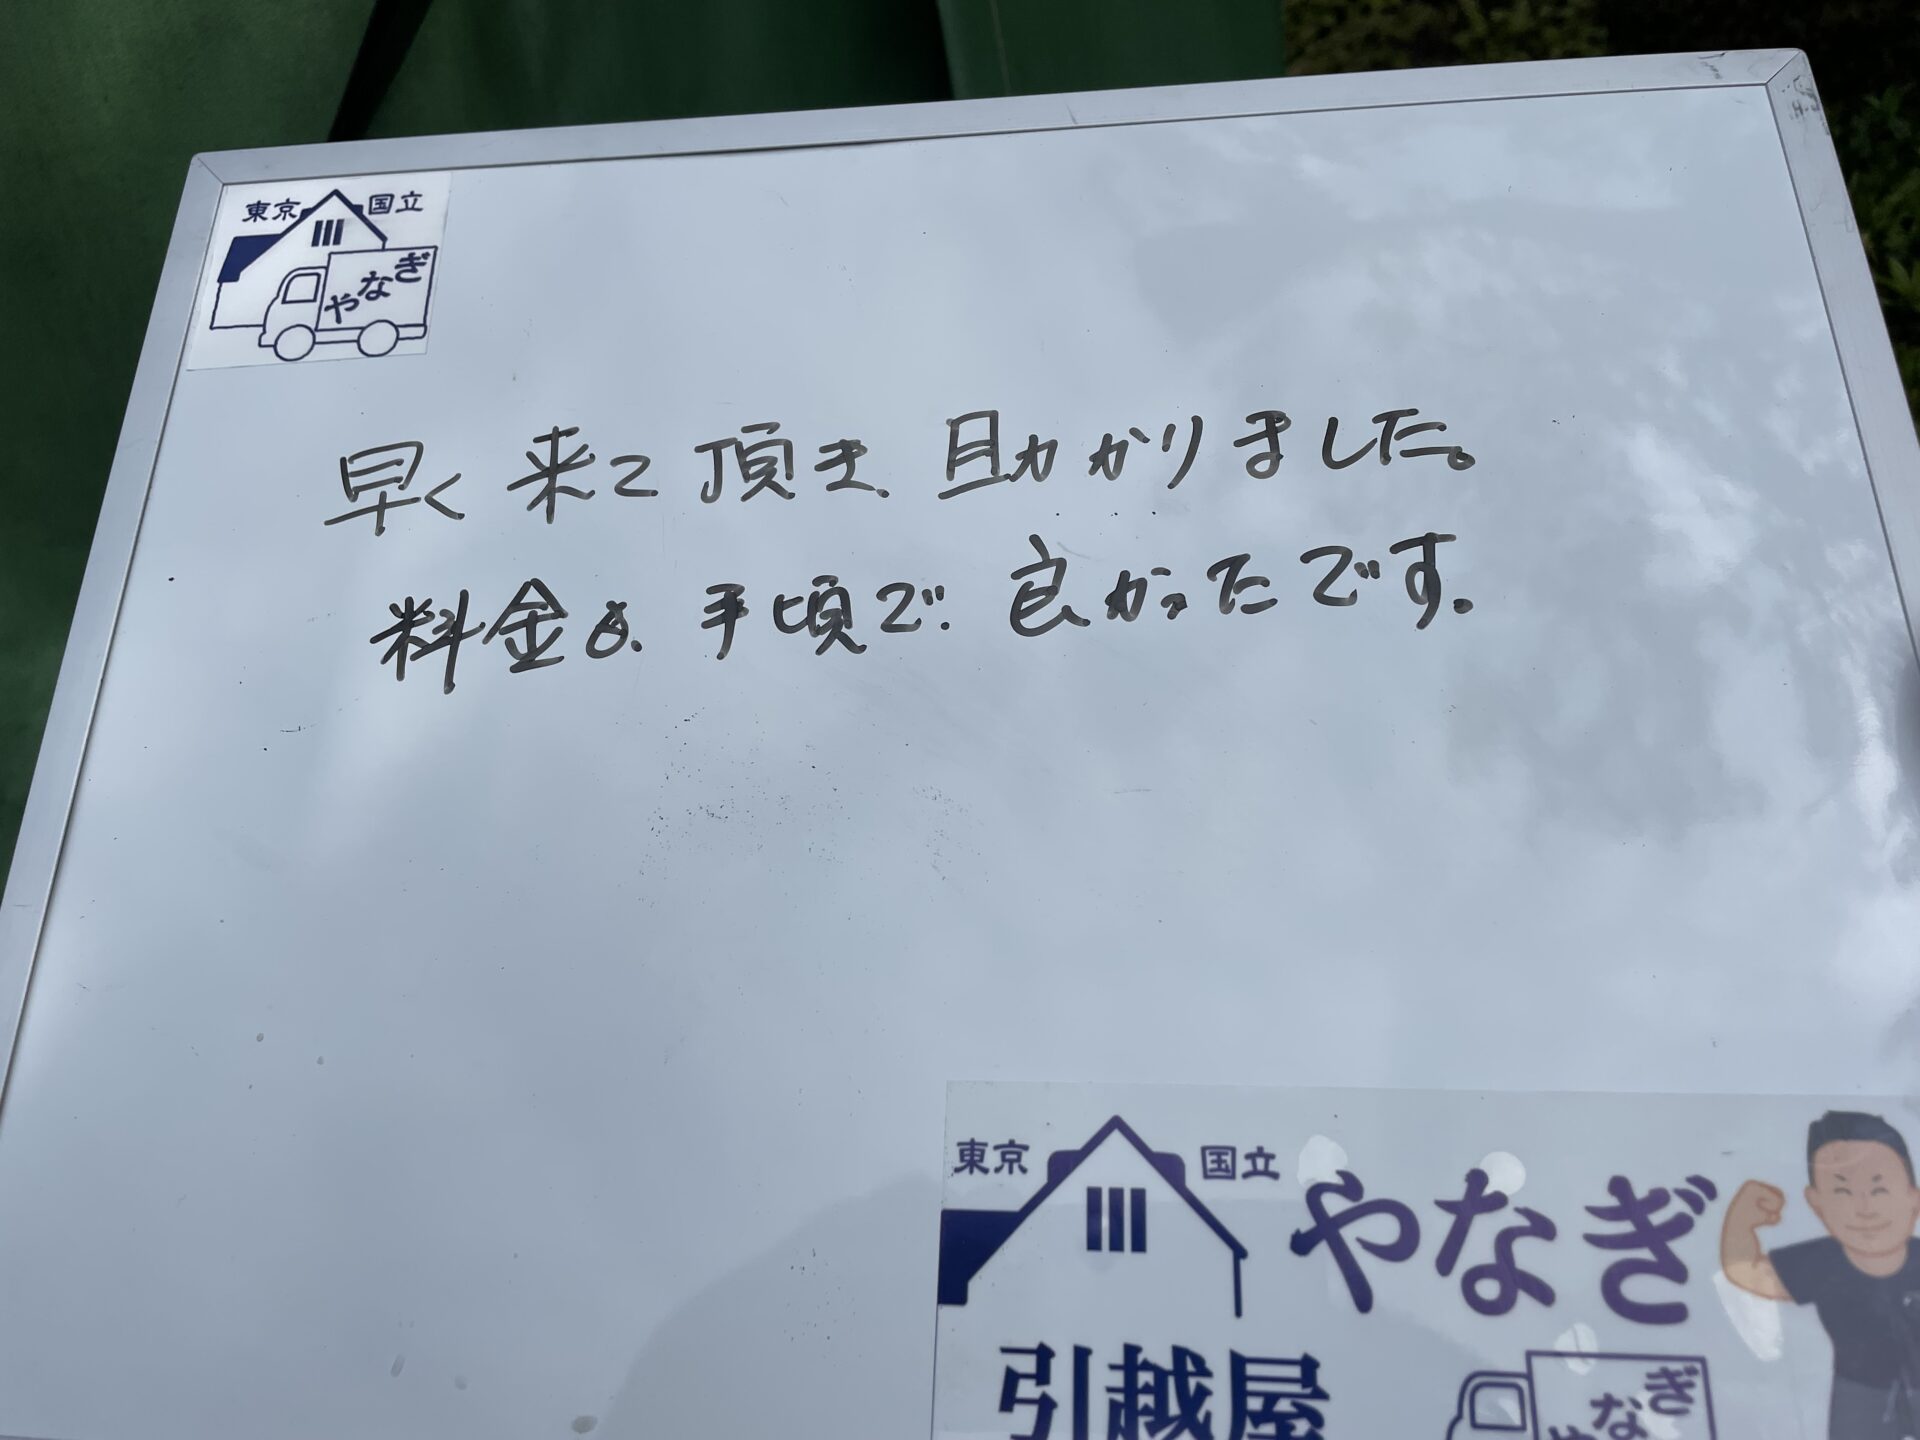 東京 国立
やなぎ
早く来て頂き、助かりました。
料金も、手頃で、良かったです。
東京 国立
やなぎ
引越屋
やなぎ